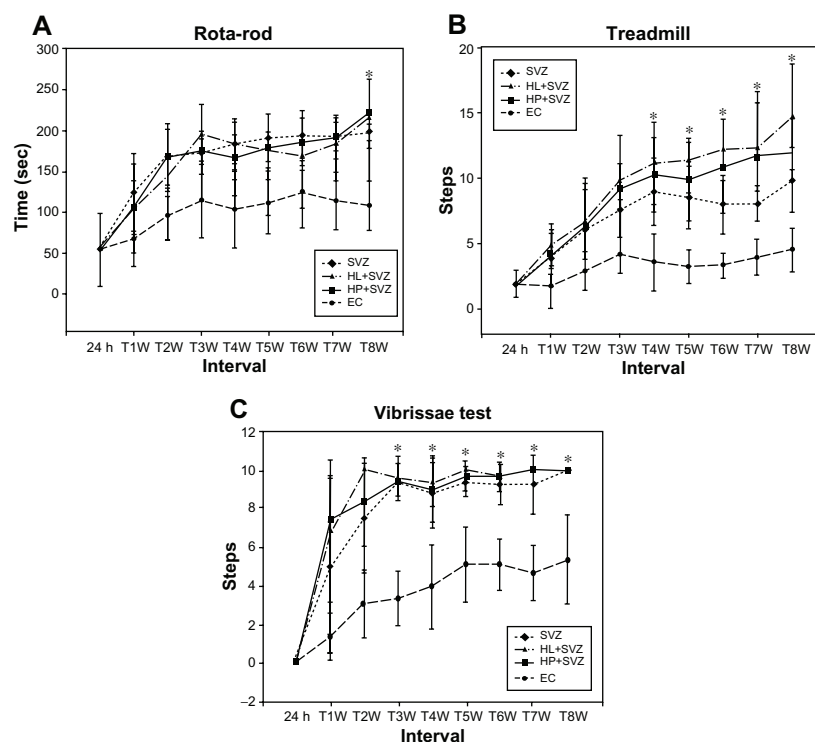 A
Rota-rod
300
250
200
150
100
50
0
Time (sec)
*
SVZ
HL+SVZ
HP+SVZ
EC
24 h T1W T2W T3W T4W T5W T6W T7W T8W
Interval
B
Treadmill
20
15
10
5
0
Steps
SVZ
HL+SVZ
HP+SVZ
EC
* * * * *
24 h T1W T2W T3W T4W T5W T6W T7W T8W
Interval
C
Vibrissae test
12
10
8
6
4
2
0
−2
Steps
* * * * * *
SVZ
HL+SVZ
HP+SVZ
EC
24 h T1W T2W T3W T4W T5W T6W T7W T8W
Interval